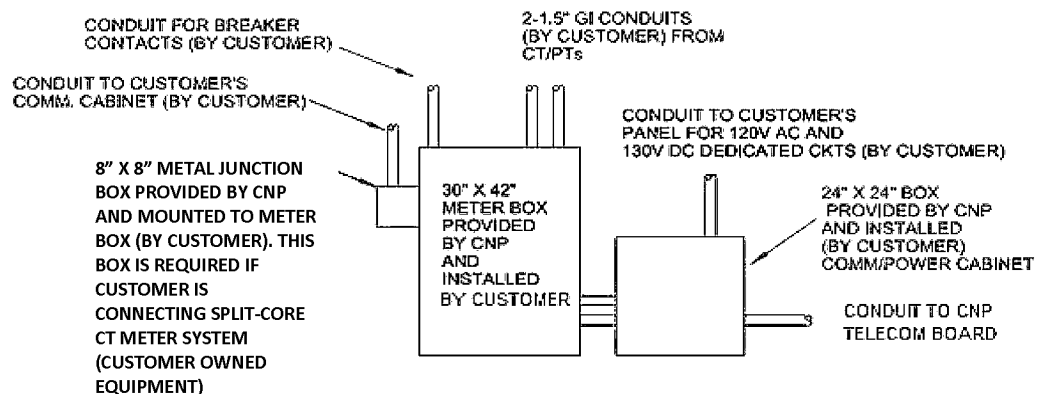 CONDUIT FOR BREAKER
CONTACTS (BY CUSTOMER)
2-1.5" GI CONDUITS
(BY CUSTOMER) FROM
CT/PTs
CONDUIT TO CUSTOMER'S
COMM. CABINET (BY CUSTOMER)
CONDUIT TO CUSTOMER'S
PANEL FOR 120V AC AND
130V DC DEDICATED CKTS (BY CUSTOMER)
8” X 8” METAL JUNCTION
BOX PROVIDED BY CNP
AND MOUNTED TO METER
BOX (BY CUSTOMER). THIS
BOX IS REQUIRED IF
CUSTOMER IS
CONNECTING SPLIT-CORE
CT METER SYSTEM
(CUSTOMER OWNED
EQUIPMENT)
30" X 42"
METER BOX
PROVIDED
BY CNP
AND
INSTALLED
BY CUSTOMER
24" X 24" BOX
PROVIDED BY CNP
AND INSTALLED
(BY CUSTOMER)
COMM/POWER CABINET
CONDUIT TO CNP
TELECOM BOARD